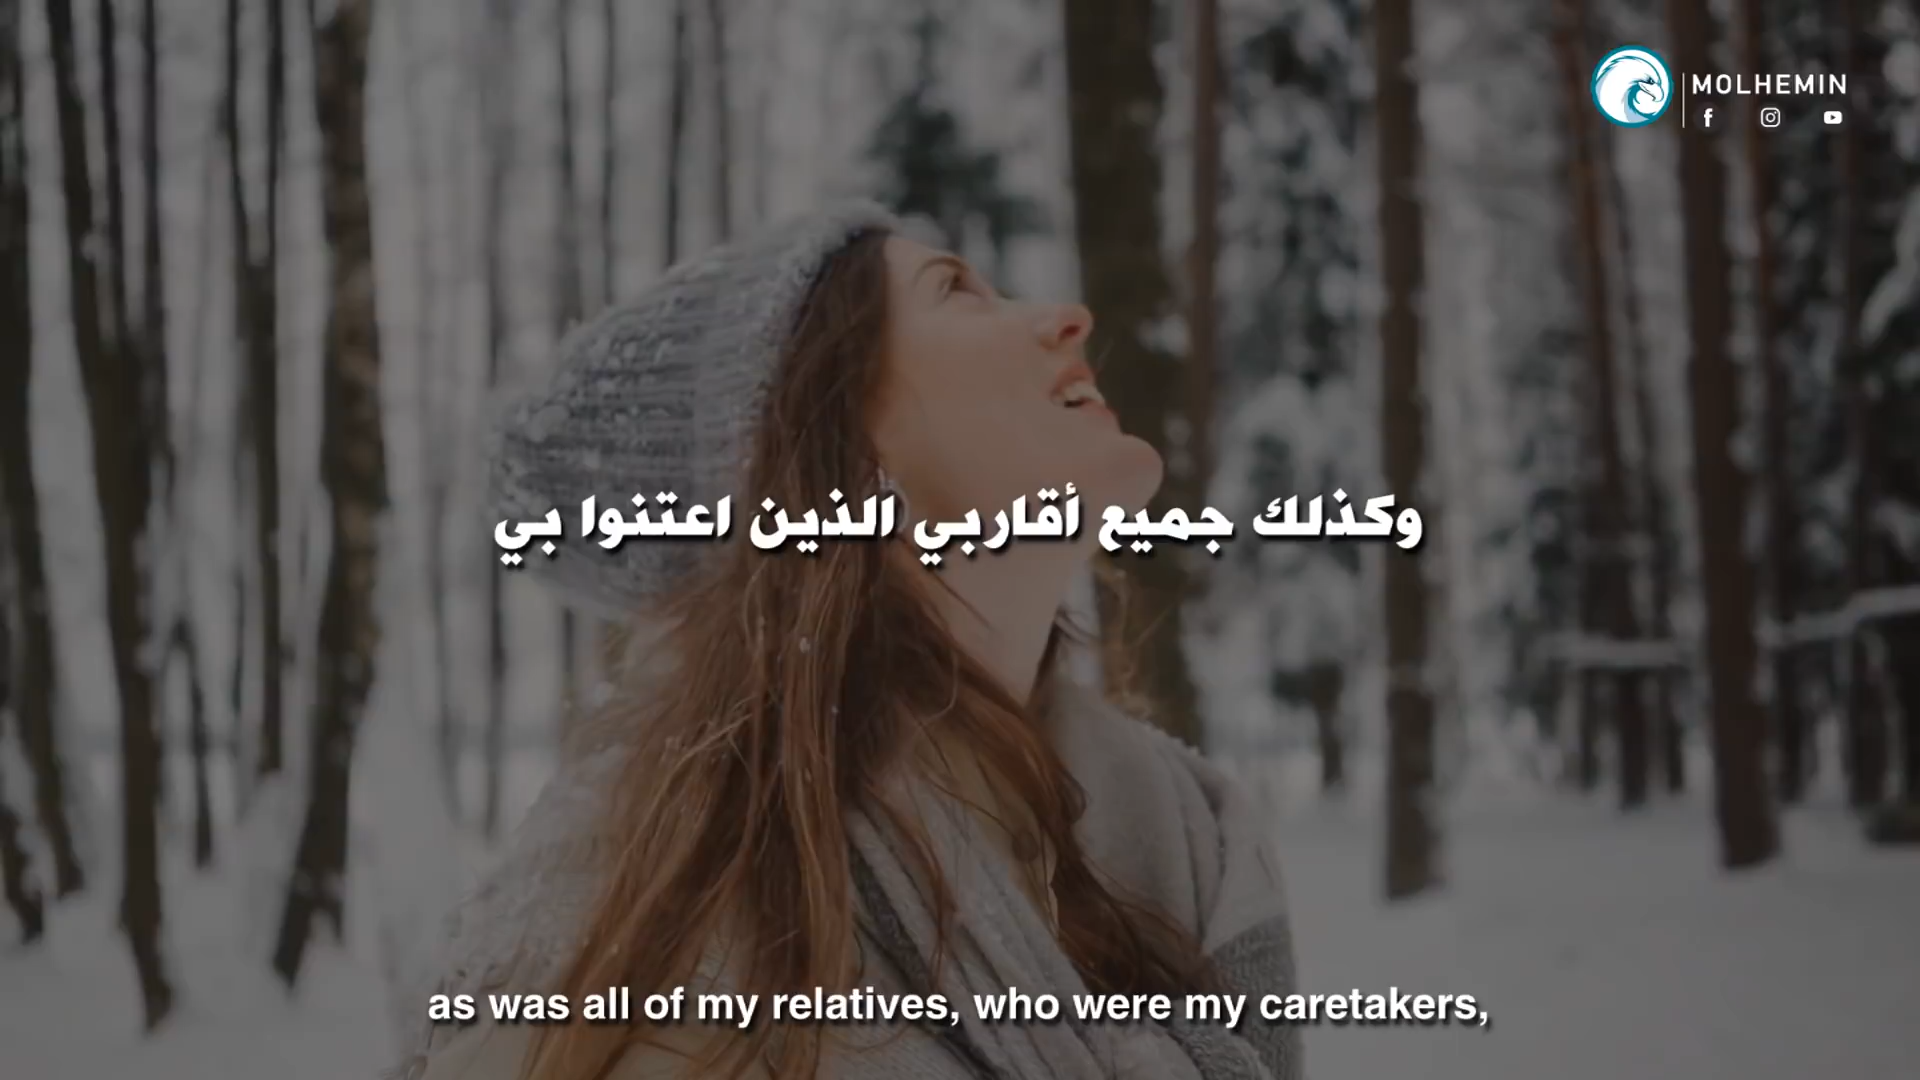 MOLHEMIN
وكذلك جميع أقاربي الذين اعتنوا بي
as was all of my relatives, who were my caretakers,